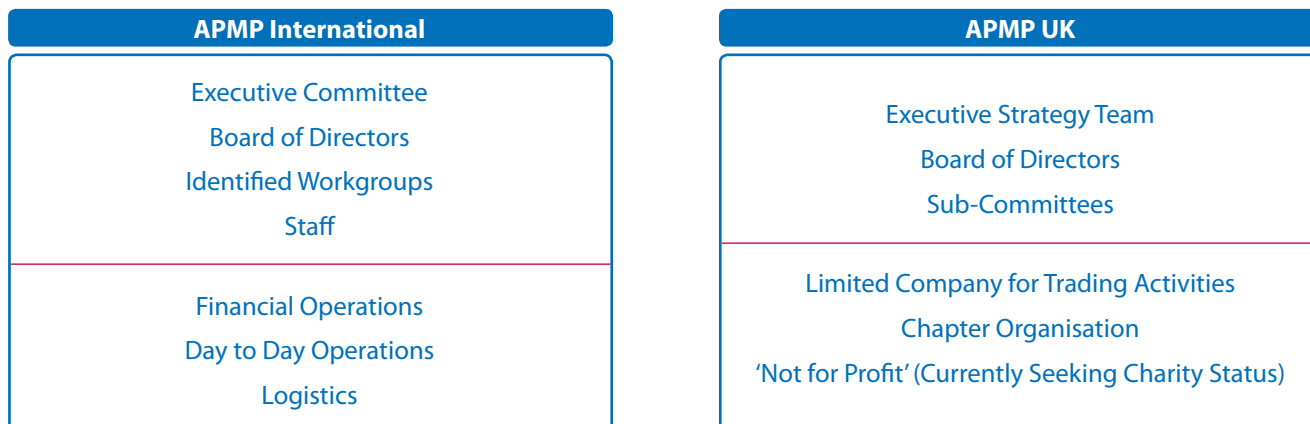 APMP International
Executive Committee
Board of Directors
Identified Workgroups
Staff
Financial Operations
Day to Day Operations
Logistics
APMP UK
Executive Strategy Team
Board of Directors
Sub-Committees
Limited Company for Trading Activities
Chapter Organisation
‘Not for Profit’ (Currently Seeking Charity Status)